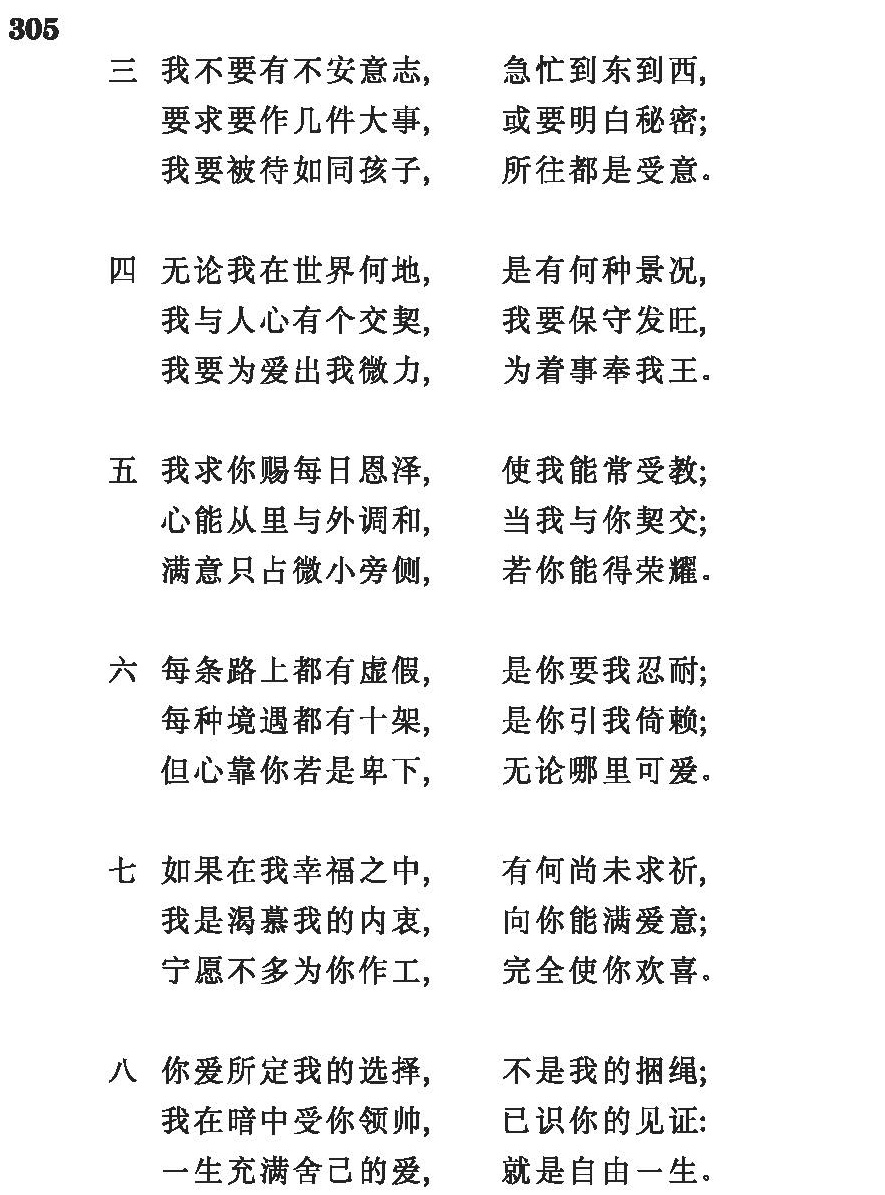 305
三 我不要有不安意志, 急忙到东到西,
要求要作几件大事, 或要明白秘密;
我要被待如同孩子, 所往都是受意。
四 无论我在世界何地, 是有何种景况,
我与人心有个交契, 我要保守发旺,
我要为爱出我微力, 为着事奉我王。
五 我求你赐每日恩泽, 使我能常受教;
心能从里与外调和, 当我与你契交;
满意只占微小旁侧, 若你能得荣耀。
六 每条路上都有虚假, 是你要我忍耐;
每种境遇都有十架, 是你引我倚赖;
但心靠你若是卑下, 无论哪里可爱。
七 如果在我幸福之中, 有何尚未求祈,
我是渴慕我的内衷, 向你能满爱意;
宁愿不多为你作工, 完全使你欢喜。
八 你爱所定我的选择, 不是我的捆绳;
我在暗中受你领帅, 已识你的见证:
一生充满舍己的爱, 就是自由一生。